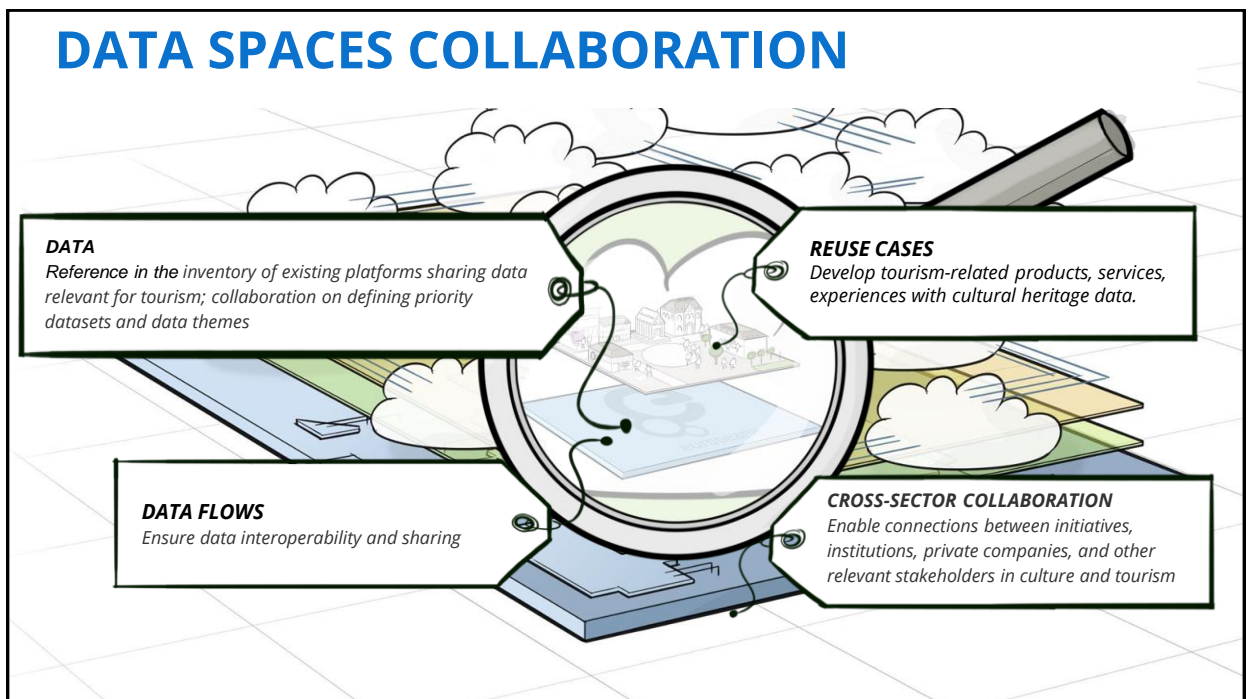 DATA SPACES COLLABORATION
DATA
Reference in the inventory of existing platforms sharing data
relevant for tourism; collaboration on defining priority
datasets and data themes
REUSE CASES
Develop tourism-related products, services,
experiences with cultural heritage data.
DATA FLOWS
Ensure data interoperability and sharing
CROSS-SECTOR COLLABORATION
Enable connections between initiatives,
institutions, private companies, and other
relevant stakeholders in culture and tourism